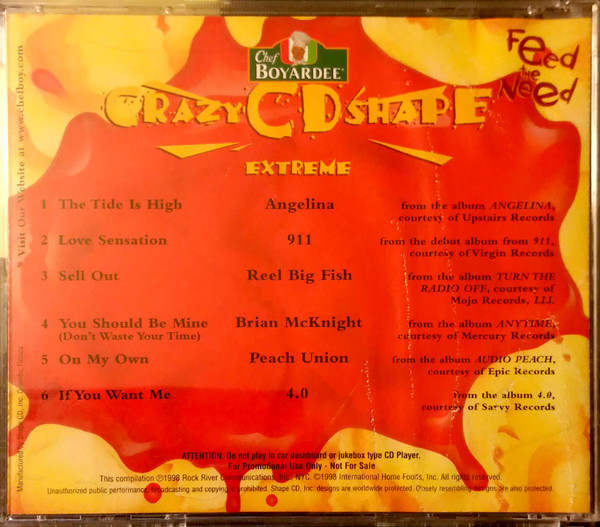 Chef
BOYARDEE®
Feed
the
Need
CRAZY CD SHAPE
EXTREME
1 The Tide Is High Angelina from the album ANGELINA,
courtesy of Upstairs Records
2 Love Sensation 911 from the debut album from 911,
courtesy of Virgin Records
3 Sell Out Reel Big Fish from the album TURN THE
RADIO OFF, courtesy of
Mojo Records, LLL
4 You Should Be Mine Brian McKnight from the album ANYTIME,
(Don't Waste Your Time) courtesy of Mercury Records
5 On My Own Peach Union from the album AUDIO PEACH,
courtesy of Epic Records
6 If You Want Me 4.0 from the album 4.0,
courtesy of Savvy Records
ATTENTION: Do not play in car dashboard or jukebox type CD Player.
For Promotional Use Only - Not For Sale
This compilation ℗1998 Rock River Communications, Inc., NYC. ©1998 International Home Foods, Inc. All rights reserved.
Unauthorized public performance, broadcasting and copying is prohibited. Shape CD, Inc. designs are worldwide protected. Closely resembling designs are also protected.
* Visit Our Website at www.chefboy.com
Manufactured by Shape CD, Inc.